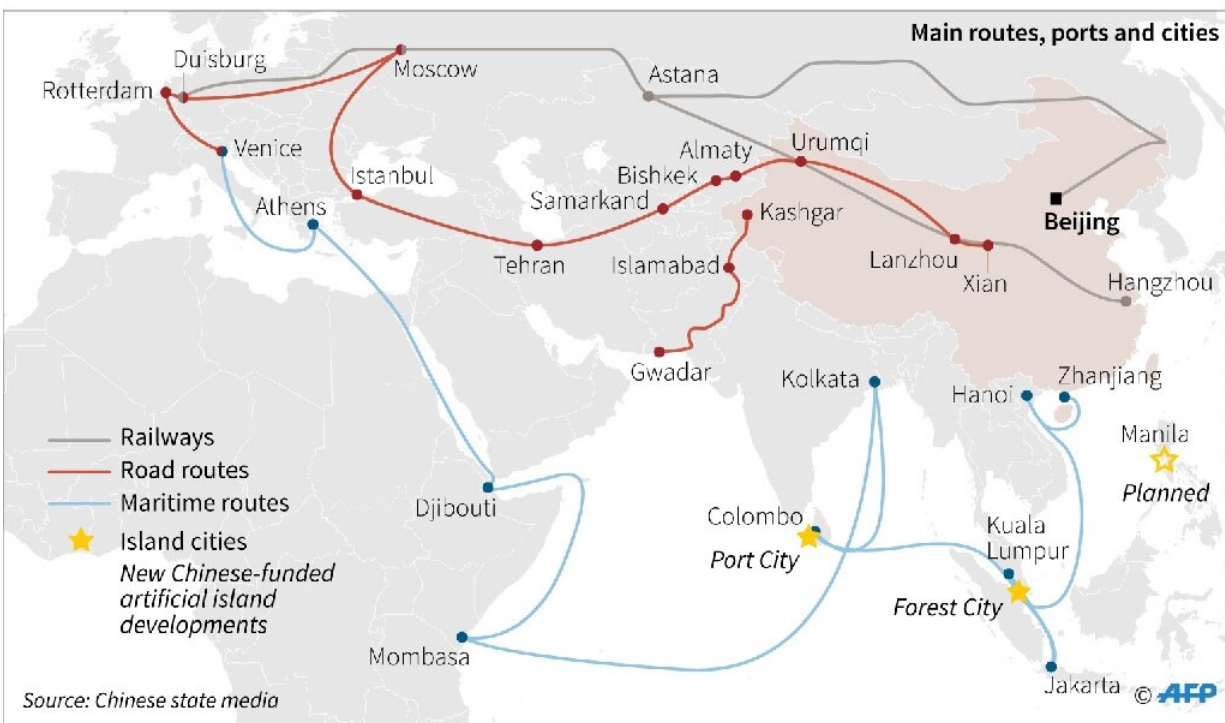 Main routes, ports and cities
Duisburg
Moscow
Rotterdam
Astana
Venice
Urumqi
Almaty
Bishkek
Istanbul
Samarkand
Athens
Kashgar
Beijing
Tehran
Islamabad
Lanzhou
Xian
Hangzhou
Gwadar
Kolkata
Hanoi
Zhanjiang
Railways
Manila
Road routes
Planned
Maritime routes
Djibouti
Colombo
Port City
Kuala
Lumpur
Island cities
New Chinese-funded
artificial island
developments
Forest City
Mombasa
Jakarta
Source: Chinese state media
© AFP